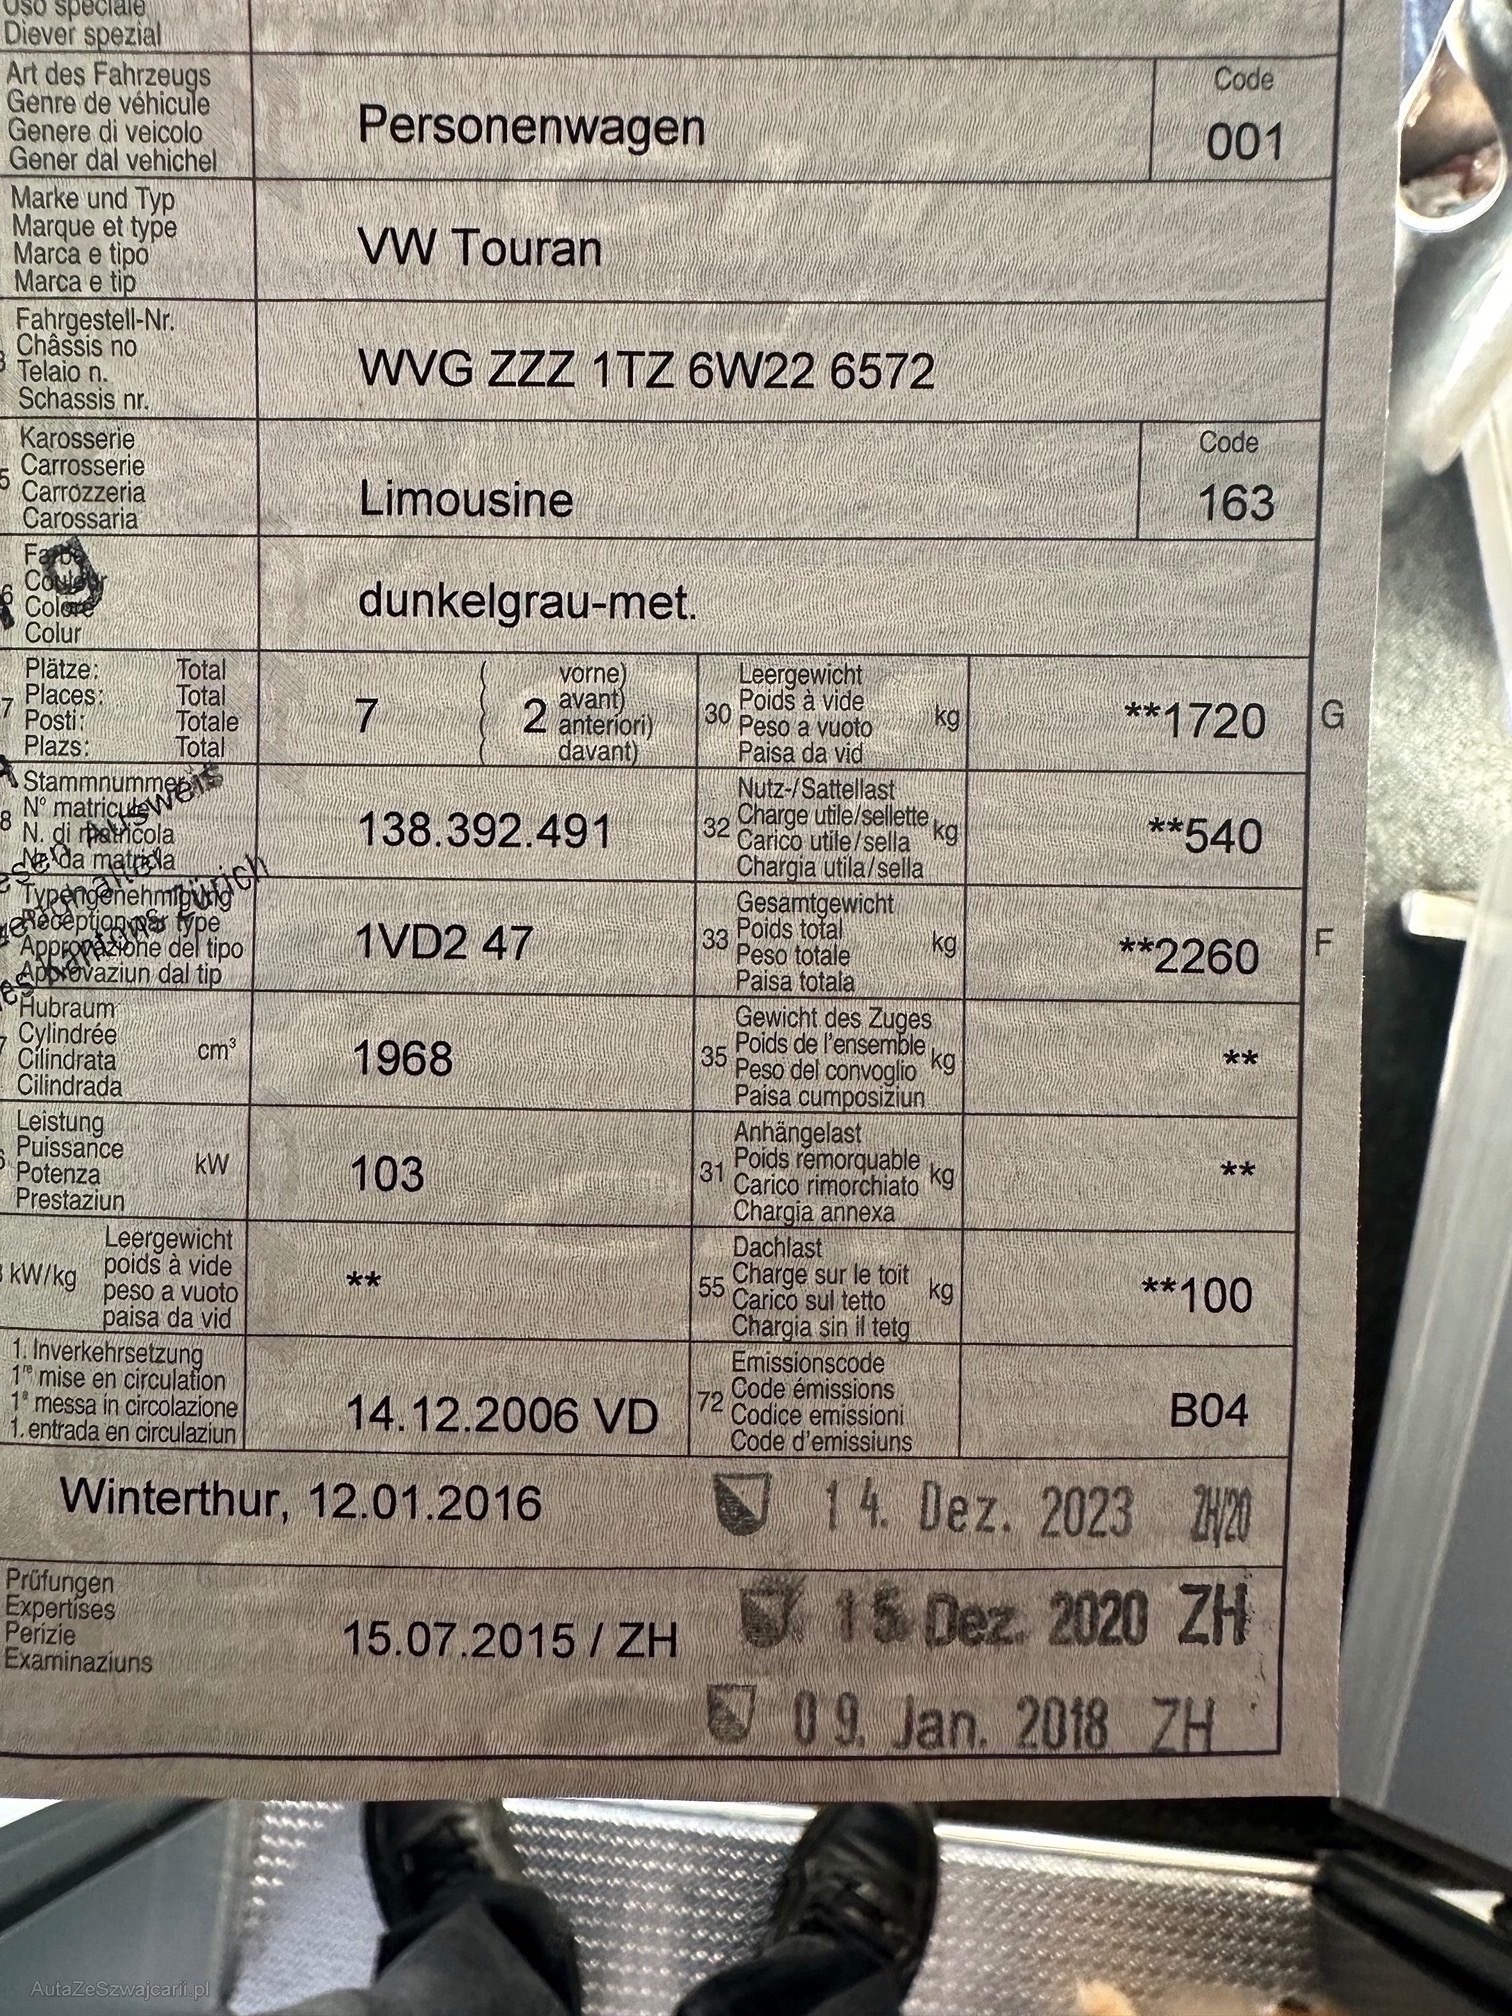 Uso speciale
Diever spezial
Art des Fahrzeugs
Genre de véhicule
Genere di veicolo
Gener dal vehichel
Personenwagen
Code
001
Marke und Typ
Marque et type
Marca e tipo
Marca e tip
VW Touran
Fahrgestell-Nr.
Châssis no
Telaio n.
Schassis nr.
WVG ZZZ 1TZ 6W22 6572
Karosserie
Carrosserie
Carrozzeria
Carossaria
Limousine
Code
163
Farbe
Couleur
Colore
Colur
dunkelgrau-met.
Plätze: Total
Places: Total
Posti: Totale
Plazs: Total
7
( 2 vorne)
avant)
anteriori)
davant)
30 Leergewicht
Poids à vide
Peso a vuoto kg
Paisa da vid
**1720 G
Stammnummer
N° matricule
N. di matricola
Nr. da matricla
138.392.491
32 Nutz-/Sattellast
Charge utile/sellette
Carico utile/sella kg
Chargia utila/sella
**540
Ausweis
Zürich
Typengenehmigung
Réception par type
Approvazione del tipo
Approvaziun dal tip
1VD2 47
33 Gesamtgewicht
Poids total
Peso totale kg
Paisa totala
**2260 F
Hubraum
Cylindrée
Cilindrata cm³
Cilindrada
1968
35 Gewicht des Zuges
Poids de l'ensemble
Peso del convoglio kg
Paisa cumposiziun
**
Leistung
Puissance
Potenza kW
Prestaziun
103
31 Anhängelast
Poids remorquable
Carico rimorchiato kg
Chargia annexa
**
kW/kg Leergewicht
poids à vide
peso a vuoto
paisa da vid
**
55 Dachlast
Charge sur le toit
Carico sul tetto kg
Chargia sin il tetg
**100
1. Inverkehrsetzung
1re mise en circulation
1a messa in circolazione
1. entrada en circulaziun
14.12.2006 VD
72 Emissionscode
Code émissions
Codice emissioni
Code d'emissiuns
B04
Winterthur, 12.01.2016
14. Dez. 2023 ZH/20
Prüfungen
Expertises
Perizie
Examinaziuns
15.07.2015 / ZH
15 Dez. 2020 ZH
09. Jan. 2018 ZH
AutaZeSzwajcarii.pl